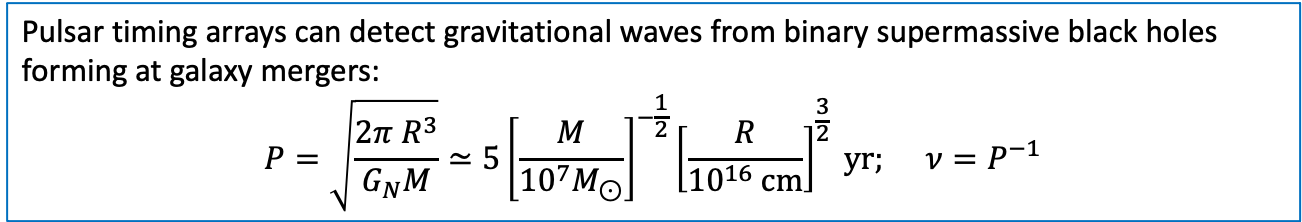 Pulsar timing arrays can detect gravitational waves from binary supermassive black holes
forming at galaxy mergers:
P = √(2π R³ / G_N M) ≃ 5 [M / 10⁷M_⊙]^(-1/2) [R / 10¹⁶ cm]^(3/2) yr; ν = P⁻¹